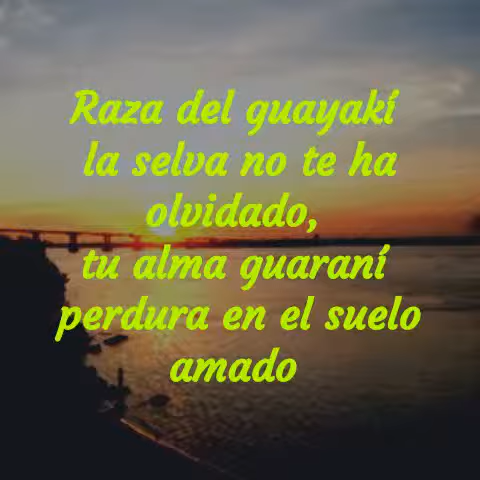 Raza del guayakí
la selva no te ha
olvidado,
tu alma guaraní
perdura en el suelo
amado